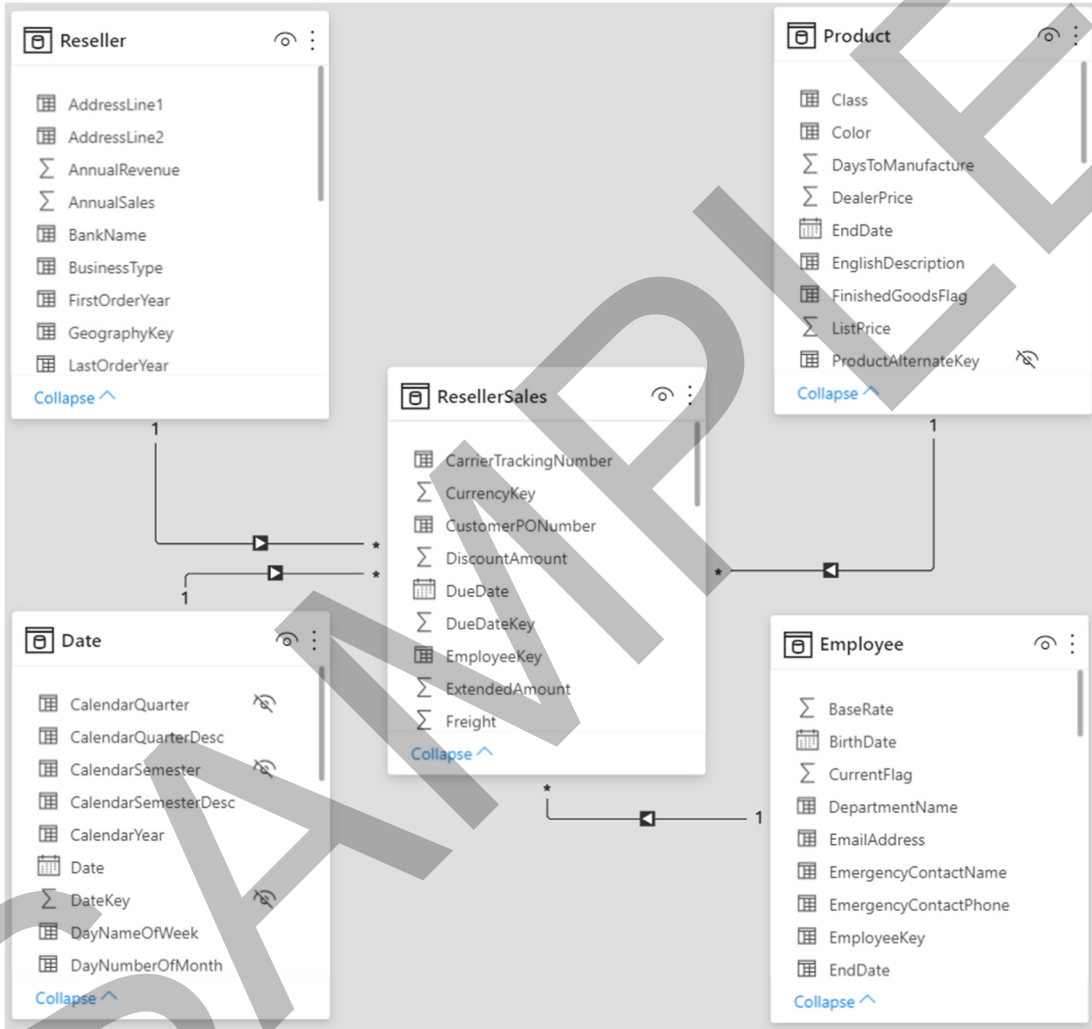 Reseller
AddressLine1
AddressLine2
AnnualRevenue
AnnualSales
BankName
BusinessType
FirstOrderYear
GeographyKey
LastOrderYear
Collapse
1
*
Product
Class
Color
DaysToManufacture
DealerPrice
EndDate
EnglishDescription
FinishedGoodsFlag
ListPrice
ProductAlternateKey
Collapse
1
*
ResellerSales
CarrierTrackingNumber
CurrencyKey
CustomerPONumber
DiscountAmount
DueDate
DueDateKey
EmployeeKey
ExtendedAmount
Freight
Collapse
*
1
*
1
Date
CalendarQuarter
CalendarQuarterDesc
CalendarSemester
CalendarSemesterDesc
CalendarYear
Date
DateKey
DayNameOfWeek
DayNumberOfMonth
Collapse
Employee
BaseRate
BirthDate
CurrentFlag
DepartmentName
EmailAddress
EmergencyContactName
EmergencyContactPhone
EmployeeKey
EndDate
Collapse
SAMPLE